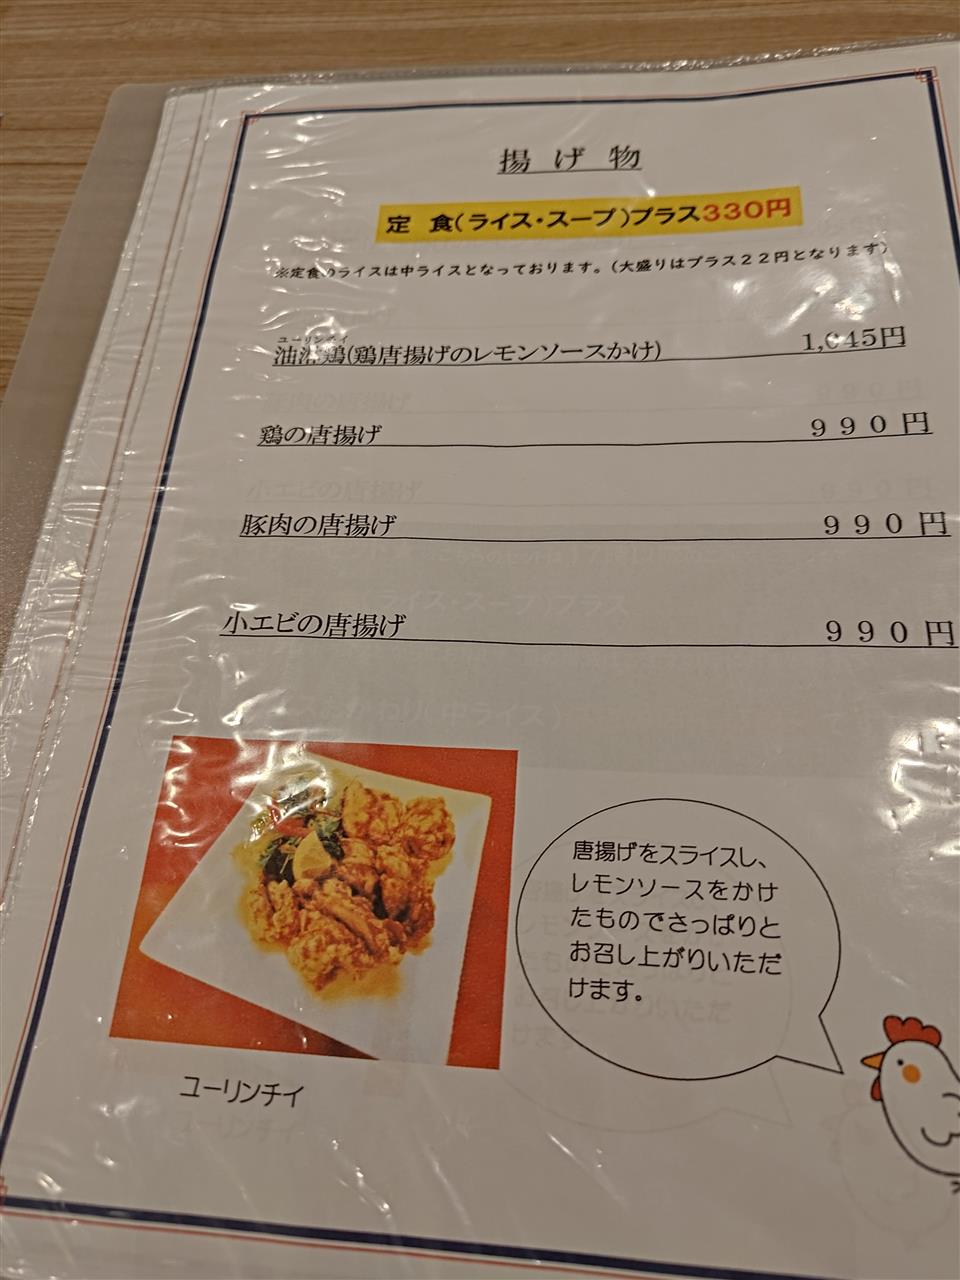 揚げ物
定 食(ライス・スープ)プラス330円
※定食のライスは中ライスとなっております。(大盛りはプラス22円となります)
ユーリンチイ
油淋鶏(鶏唐揚げのレモンソースかけ) 1,045円
鶏の唐揚げ 990円
豚肉の唐揚げ 990円
小エビの唐揚げ 990円
唐揚げをスライスし、
レモンソースをかけ
たものでさっぱりと
お召し上がりいただ
けます。
ユーリンチイ